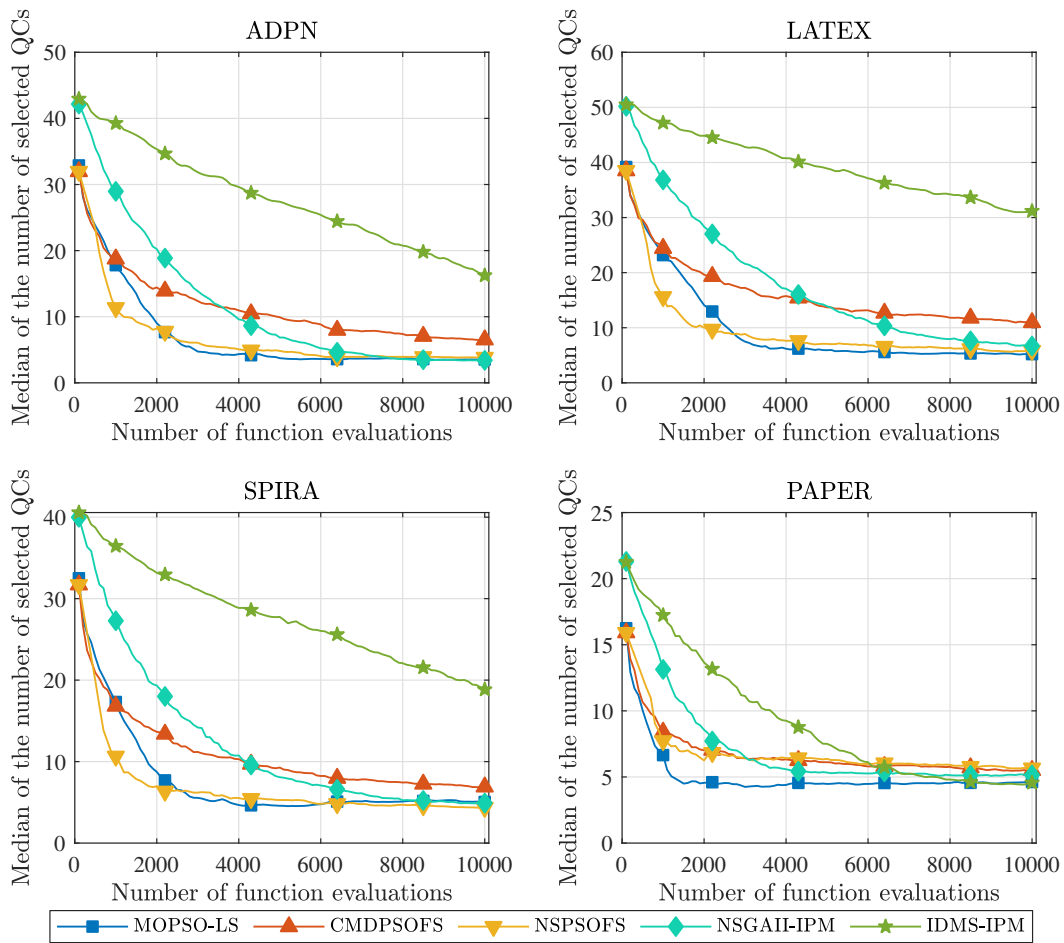 ADPN
Median of the number of selected QCs
50
40
30
20
10
0
0 2000 4000 6000 8000 10000
Number of function evaluations
LATEX
Median of the number of selected QCs
60
50
40
30
20
10
0
0 2000 4000 6000 8000 10000
Number of function evaluations
SPIRA
Median of the number of selected QCs
40
30
20
10
0
0 2000 4000 6000 8000 10000
Number of function evaluations
PAPER
Median of the number of selected QCs
25
20
15
10
5
0
0 2000 4000 6000 8000 10000
Number of function evaluations
MOPSO-LS CMDPSOFS NSPSOFS NSGAII-IPM IDMS-IPM